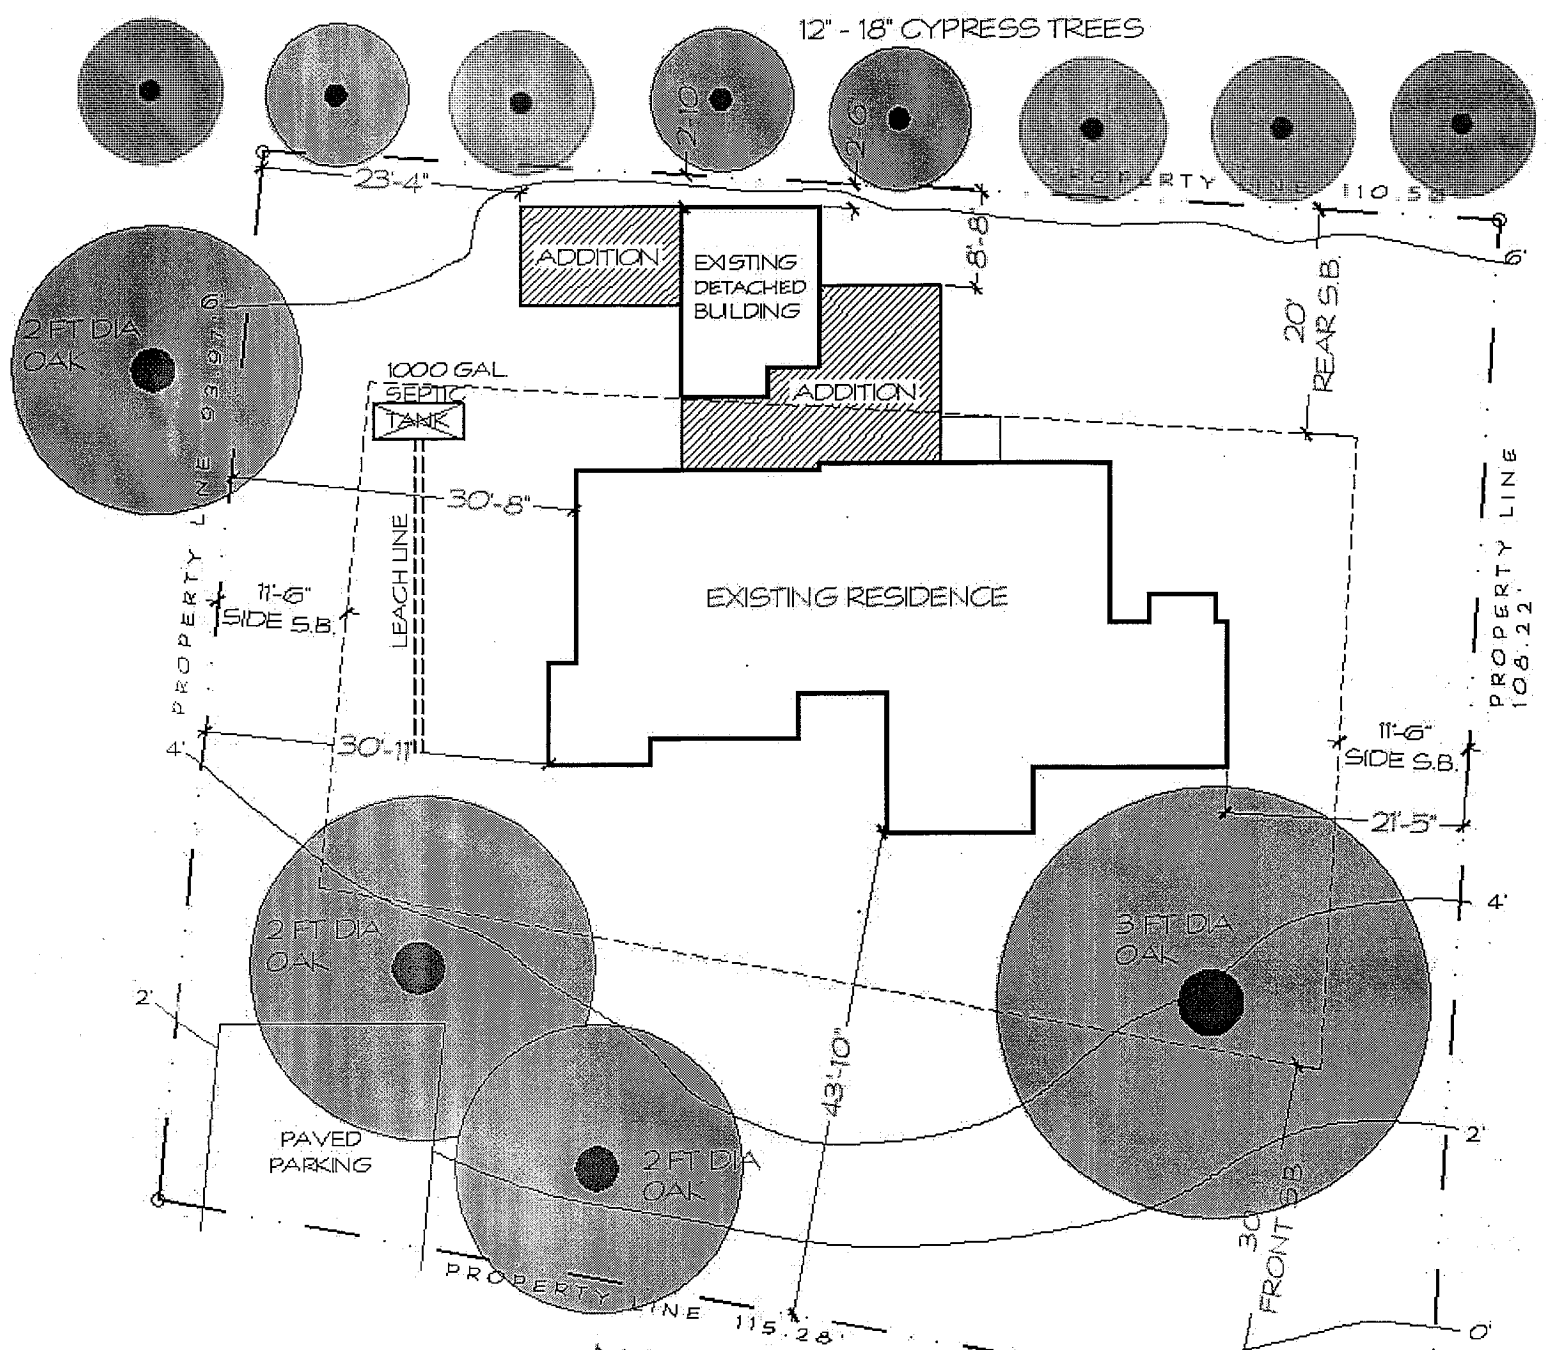 12" - 18" CYPRESS TREES
2'-10
2'-6
23'-4"
PROPERTY LINE 110.58
ADDITION
EXISTING
DETACHED
BUILDING
8'-8"
6'
6'
2 FT DIA
OAK
PROPERTY LINE 93.97'
20'
REAR S.B.
1000 GAL
SEPTIC
TANK
ADDITION
30'-8"
LEACH LINE
11'-6"
SIDE S.B.
EXISTING RESIDENCE
PROPERTY LINE
108.22'
30'-11"
4'
11'-6"
SIDE S.B.
21'-5"
4'
2 FT DIA
OAK
3 FT DIA
OAK
2'
43'-10"
PAVED
PARKING
2 FT DIA
OAK
2'
30'
FRONT S.B
PROPERTY LINE 115.28'
0'